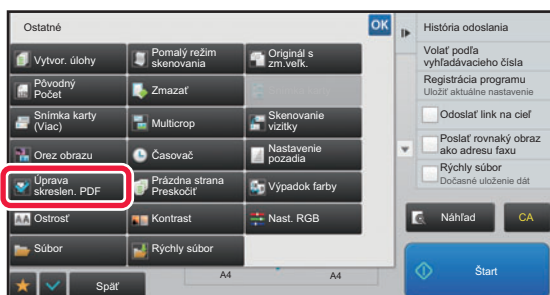 Ostatné
OK
Vytvor. úlohy
Pomalý režim
skenovania
Originál s
zm.veľk.
Pôvodný
Počet
Zmazať
Snímka karty
(Viac)
Multicrop
Skenovanie
vizitky
Orez obrazu
Časovač
Nastavenie
pozadia
Úprava
skreslen. PDF
Prázdna strana
Preskočiť
Výpadok farby
AA Ostrosť
Kontrast
Nast. RGB
Súbor
Rýchly súbor
Späť
A4
A4
História odoslania
Volať podľa
vyhľadávacieho čísla
Registrácia programu
Uložiť aktuálne nastavenie
Odoslať link na cieľ
Poslať rovnaký obraz
ako adresu faxu
Rýchly súbor
Dočasné uloženie dát
Náhľad
CA
Štart